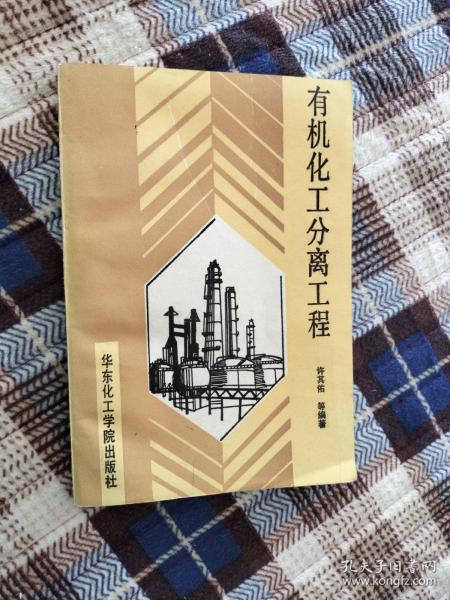 有机化工分离工程
许其佑 等编著
华东化工学院出版社
孔夫子旧书网
www.kongfz.com